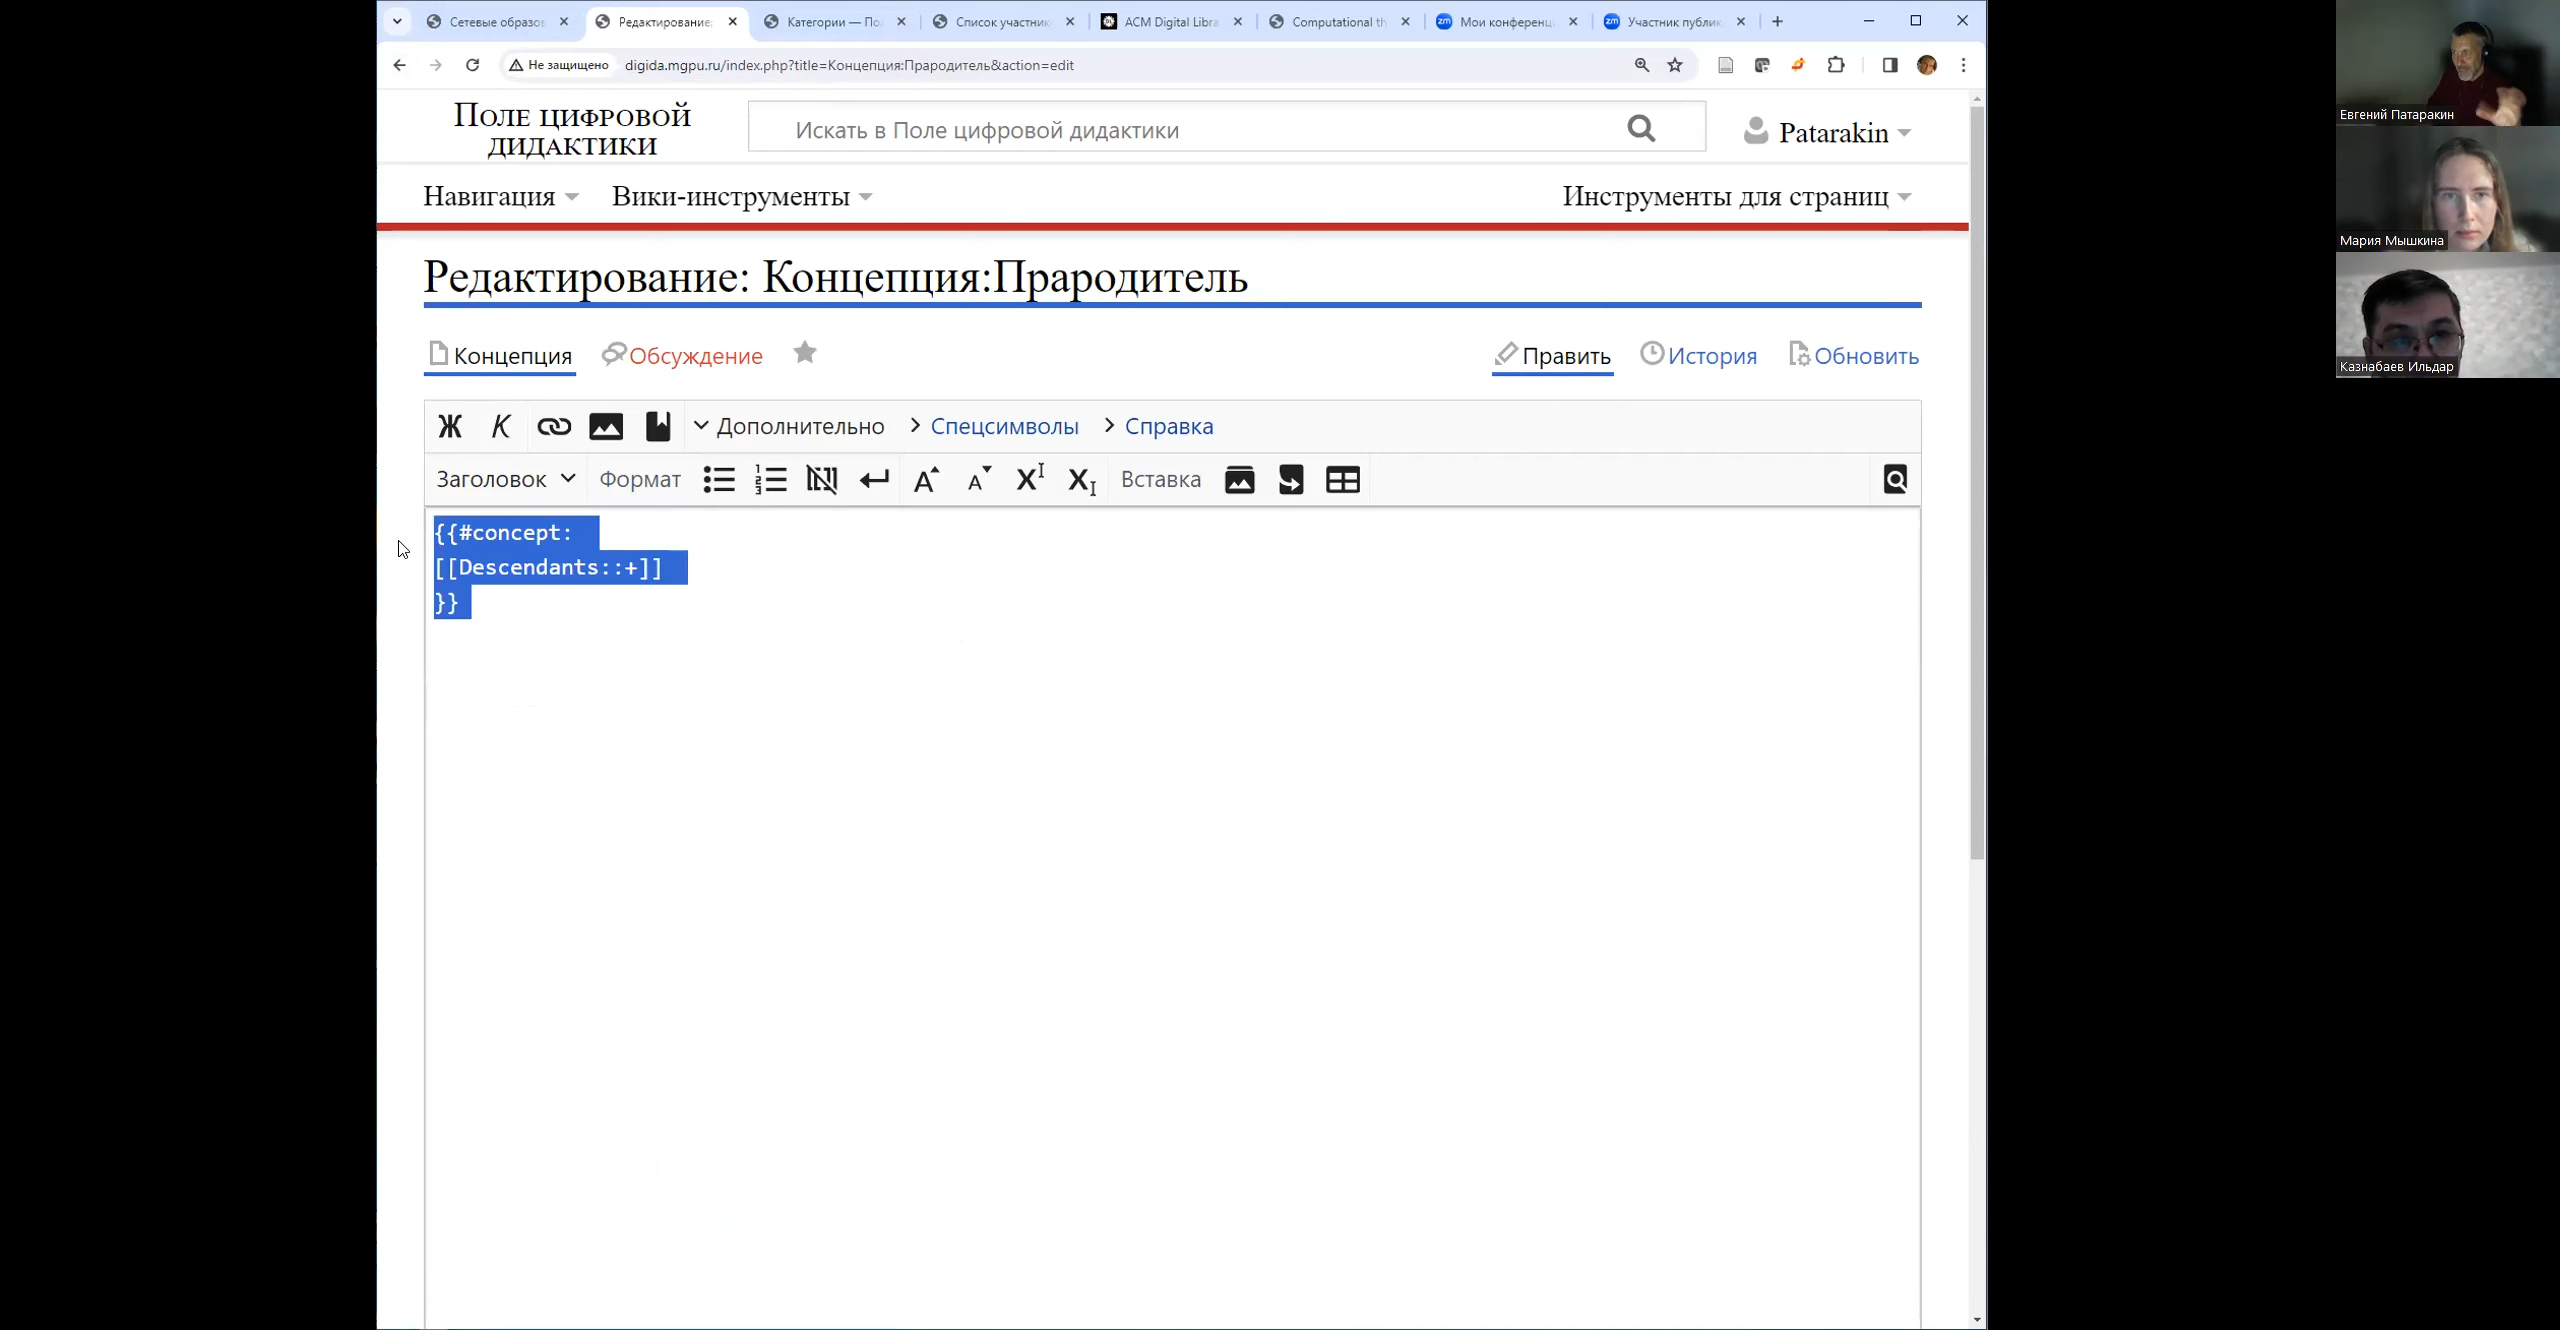 Сетевые образо
Редактирование:
Категории — По
Список участник
ACM Digital Libra
Computational th
Мои конференц
Участник публик
Не защищено
digida.mgpu.ru/index.php?title=Концепция:Прародитель&action=edit
Поле цифровой
дидактики
Искать в Поле цифровой дидактики
Patarakin
Навигация
Вики-инструменты
Инструменты для страниц
Редактирование: Концепция:Прародитель
Концепция
Обсуждение
Править
История
Обновить
Ж К Дополнительно Спецсимволы Справка
Заголовок Формат Вставка
{{#concept:
[[Descendants::+]]
}}
Евгений Патаракин
Мария Мышкина
Казнабаев Ильдар